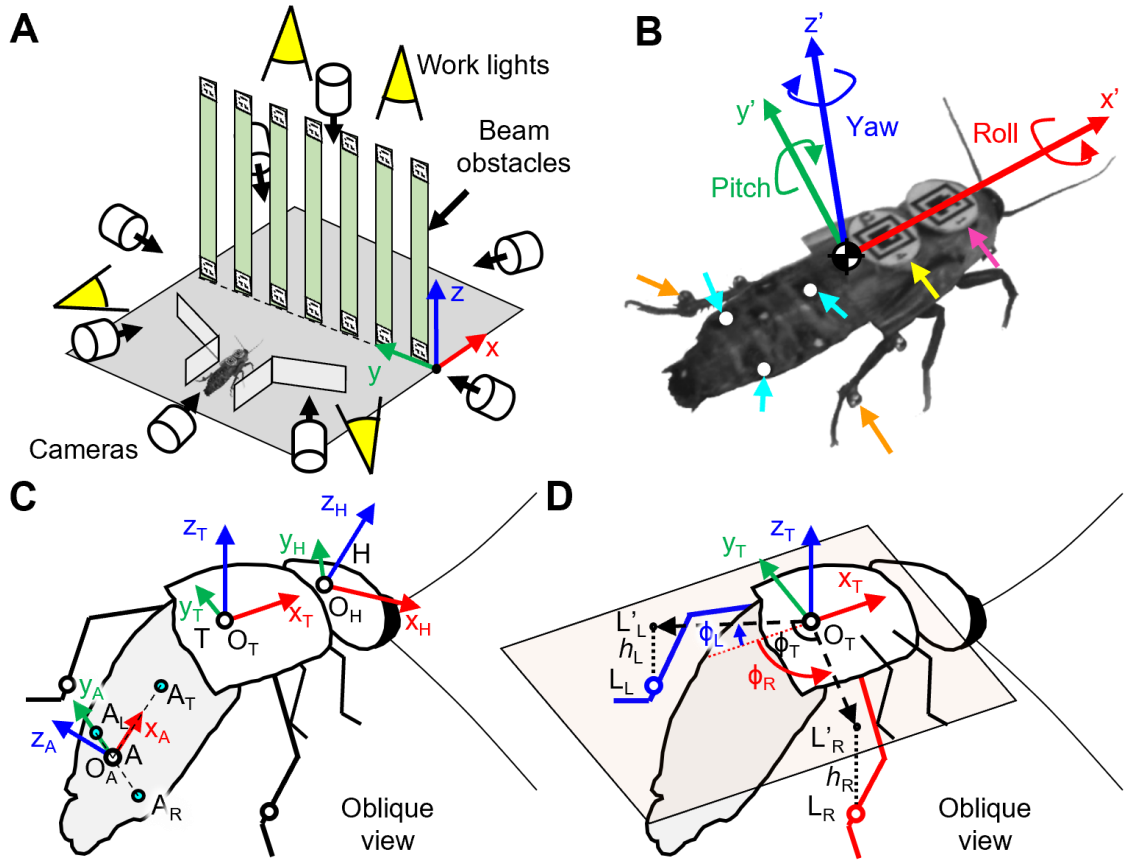 A
Work lights
Beam
obstacles
z
x
y
Cameras
B
z’
y’
x’
Yaw
Roll
Pitch
C
z_T
z_H
y_H
H
y_T
x_T
T
O_T
O_H
x_H
y_A
A_T
A_L
x_A
z_A
A
O_A
A_R
Oblique
view
D
z_T
y_T
x_T
L’_L
ϕ_L
ϕ_T
O_T
h_L
ϕ_R
L_L
L’_R
h_R
L_R
Oblique
view